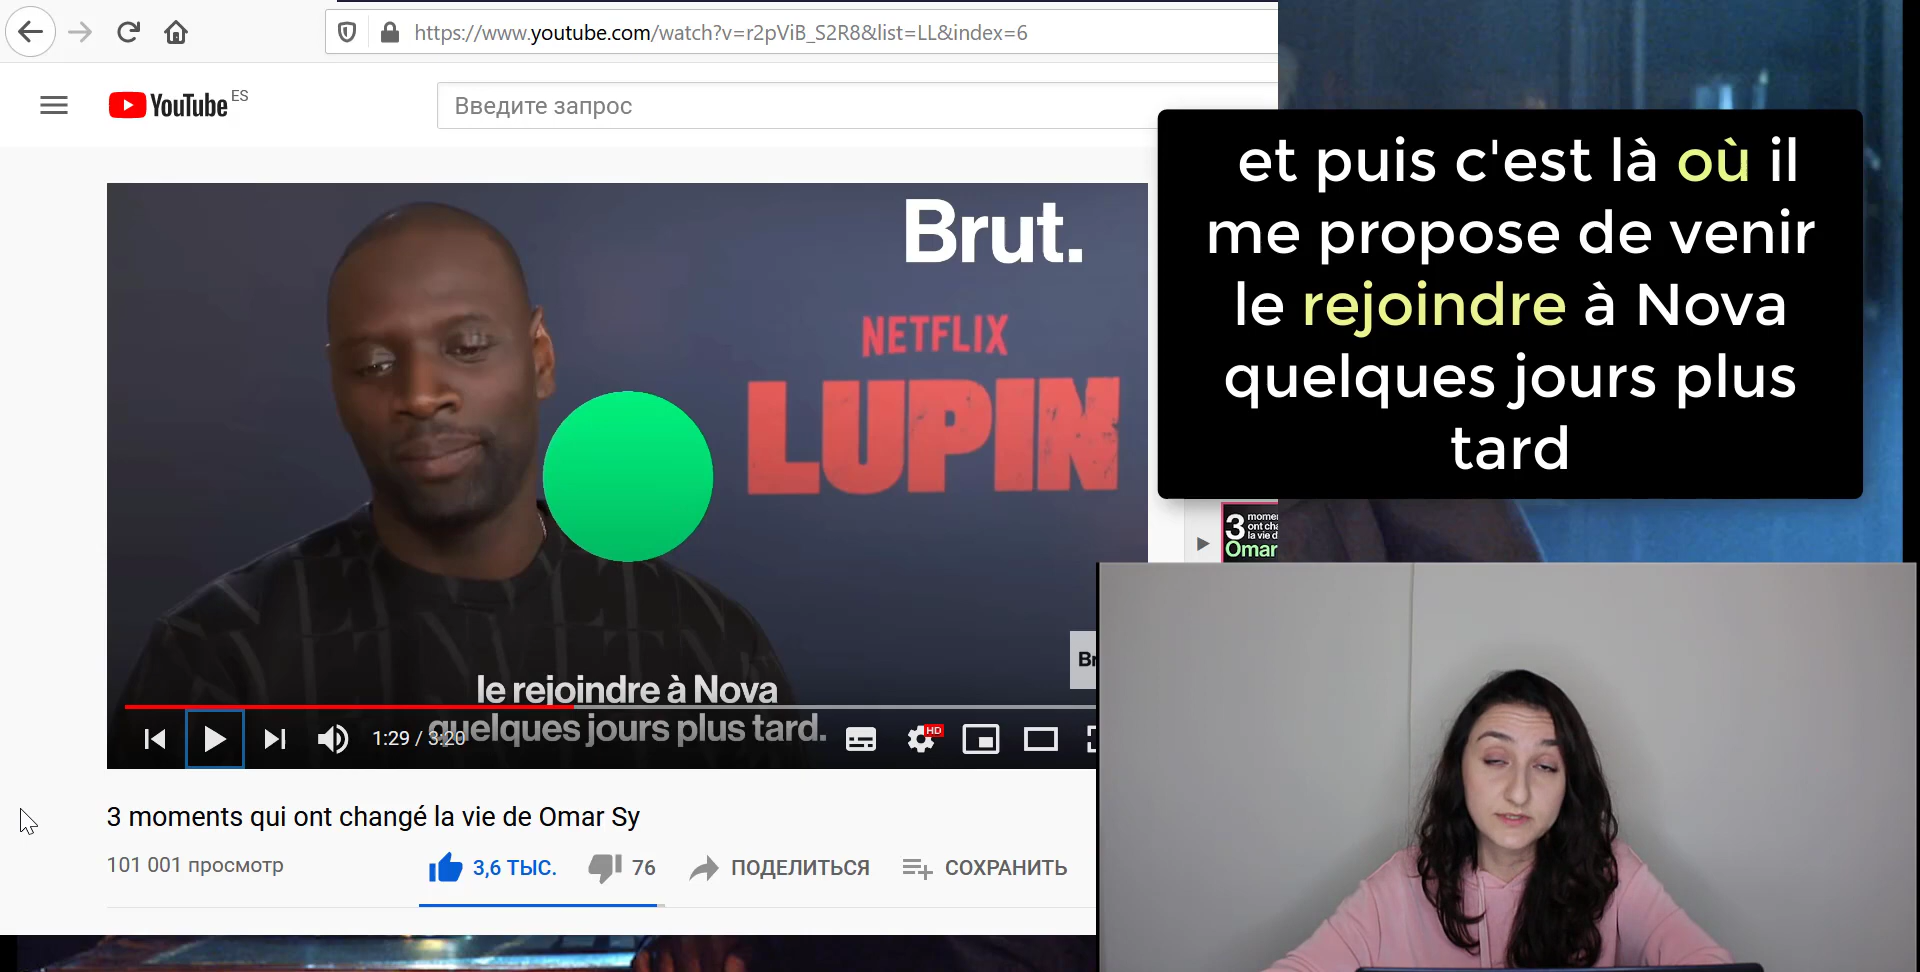 https://www.youtube.com/watch?v=r2pViB_S2R8&list=LL&index=6
YouTube ES
Введите запрос
et puis c'est là où il
me propose de venir
le rejoindre à Nova
quelques jours plus
tard
Brut.
NETFLIX
LUPIN
3
Omar
le rejoindre à Nova
quelques jours plus tard.
1:29 / 3:20
HD
3 moments qui ont changé la vie de Omar Sy
101 001 просмотр
3,6 ТЫС.
76
ПОДЕЛИТЬСЯ
СОХРАНИТЬ